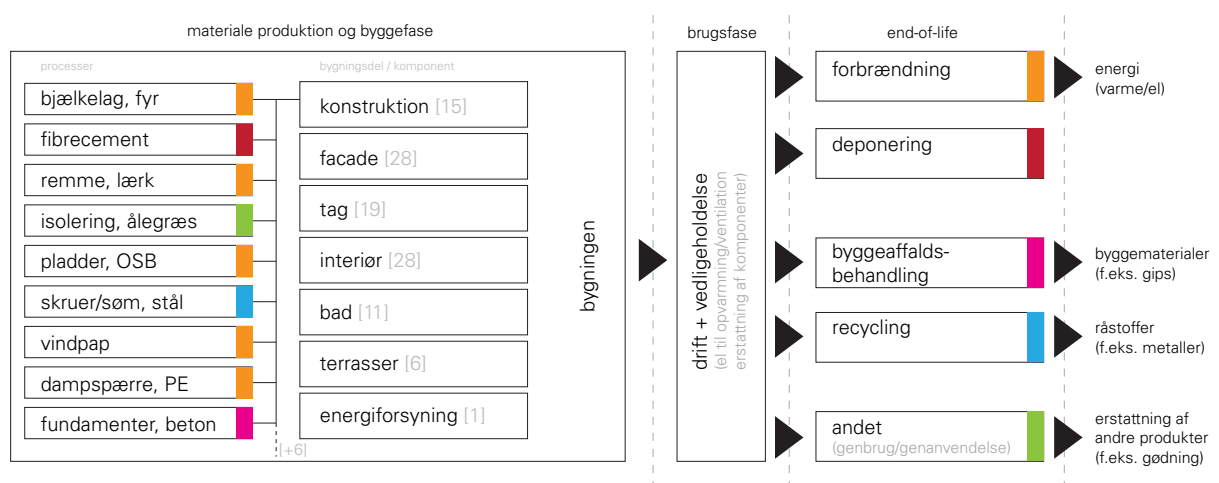 materiale produktion og byggefase
brugsfase
end-of-life
processer
bjælkelag, fyr
fibrecement
remme, lærk
isolering, ålegræs
pladder, OSB
skruer/søm, stål
vindpap
dampspærre, PE
fundamenter, beton
[+6]
bygningsdel / komponent
konstruktion [15]
facade [28]
tag [19]
interiør [28]
bad [11]
terrasser [6]
energiforsyning [1]
bygningen
drift + vedligeholdelse
(el til opvarmning/ventilation
erstattning af komponenter)
forbrændning
deponering
byggeaffalds-
behandling
recycling
andet
(genbrug/genanvendelse)
energi
(varme/el)
byggematerialer
(f.eks. gips)
råstoffer
(f.eks. metaller)
erstattning af
andre produkter
(f.eks. gødning)